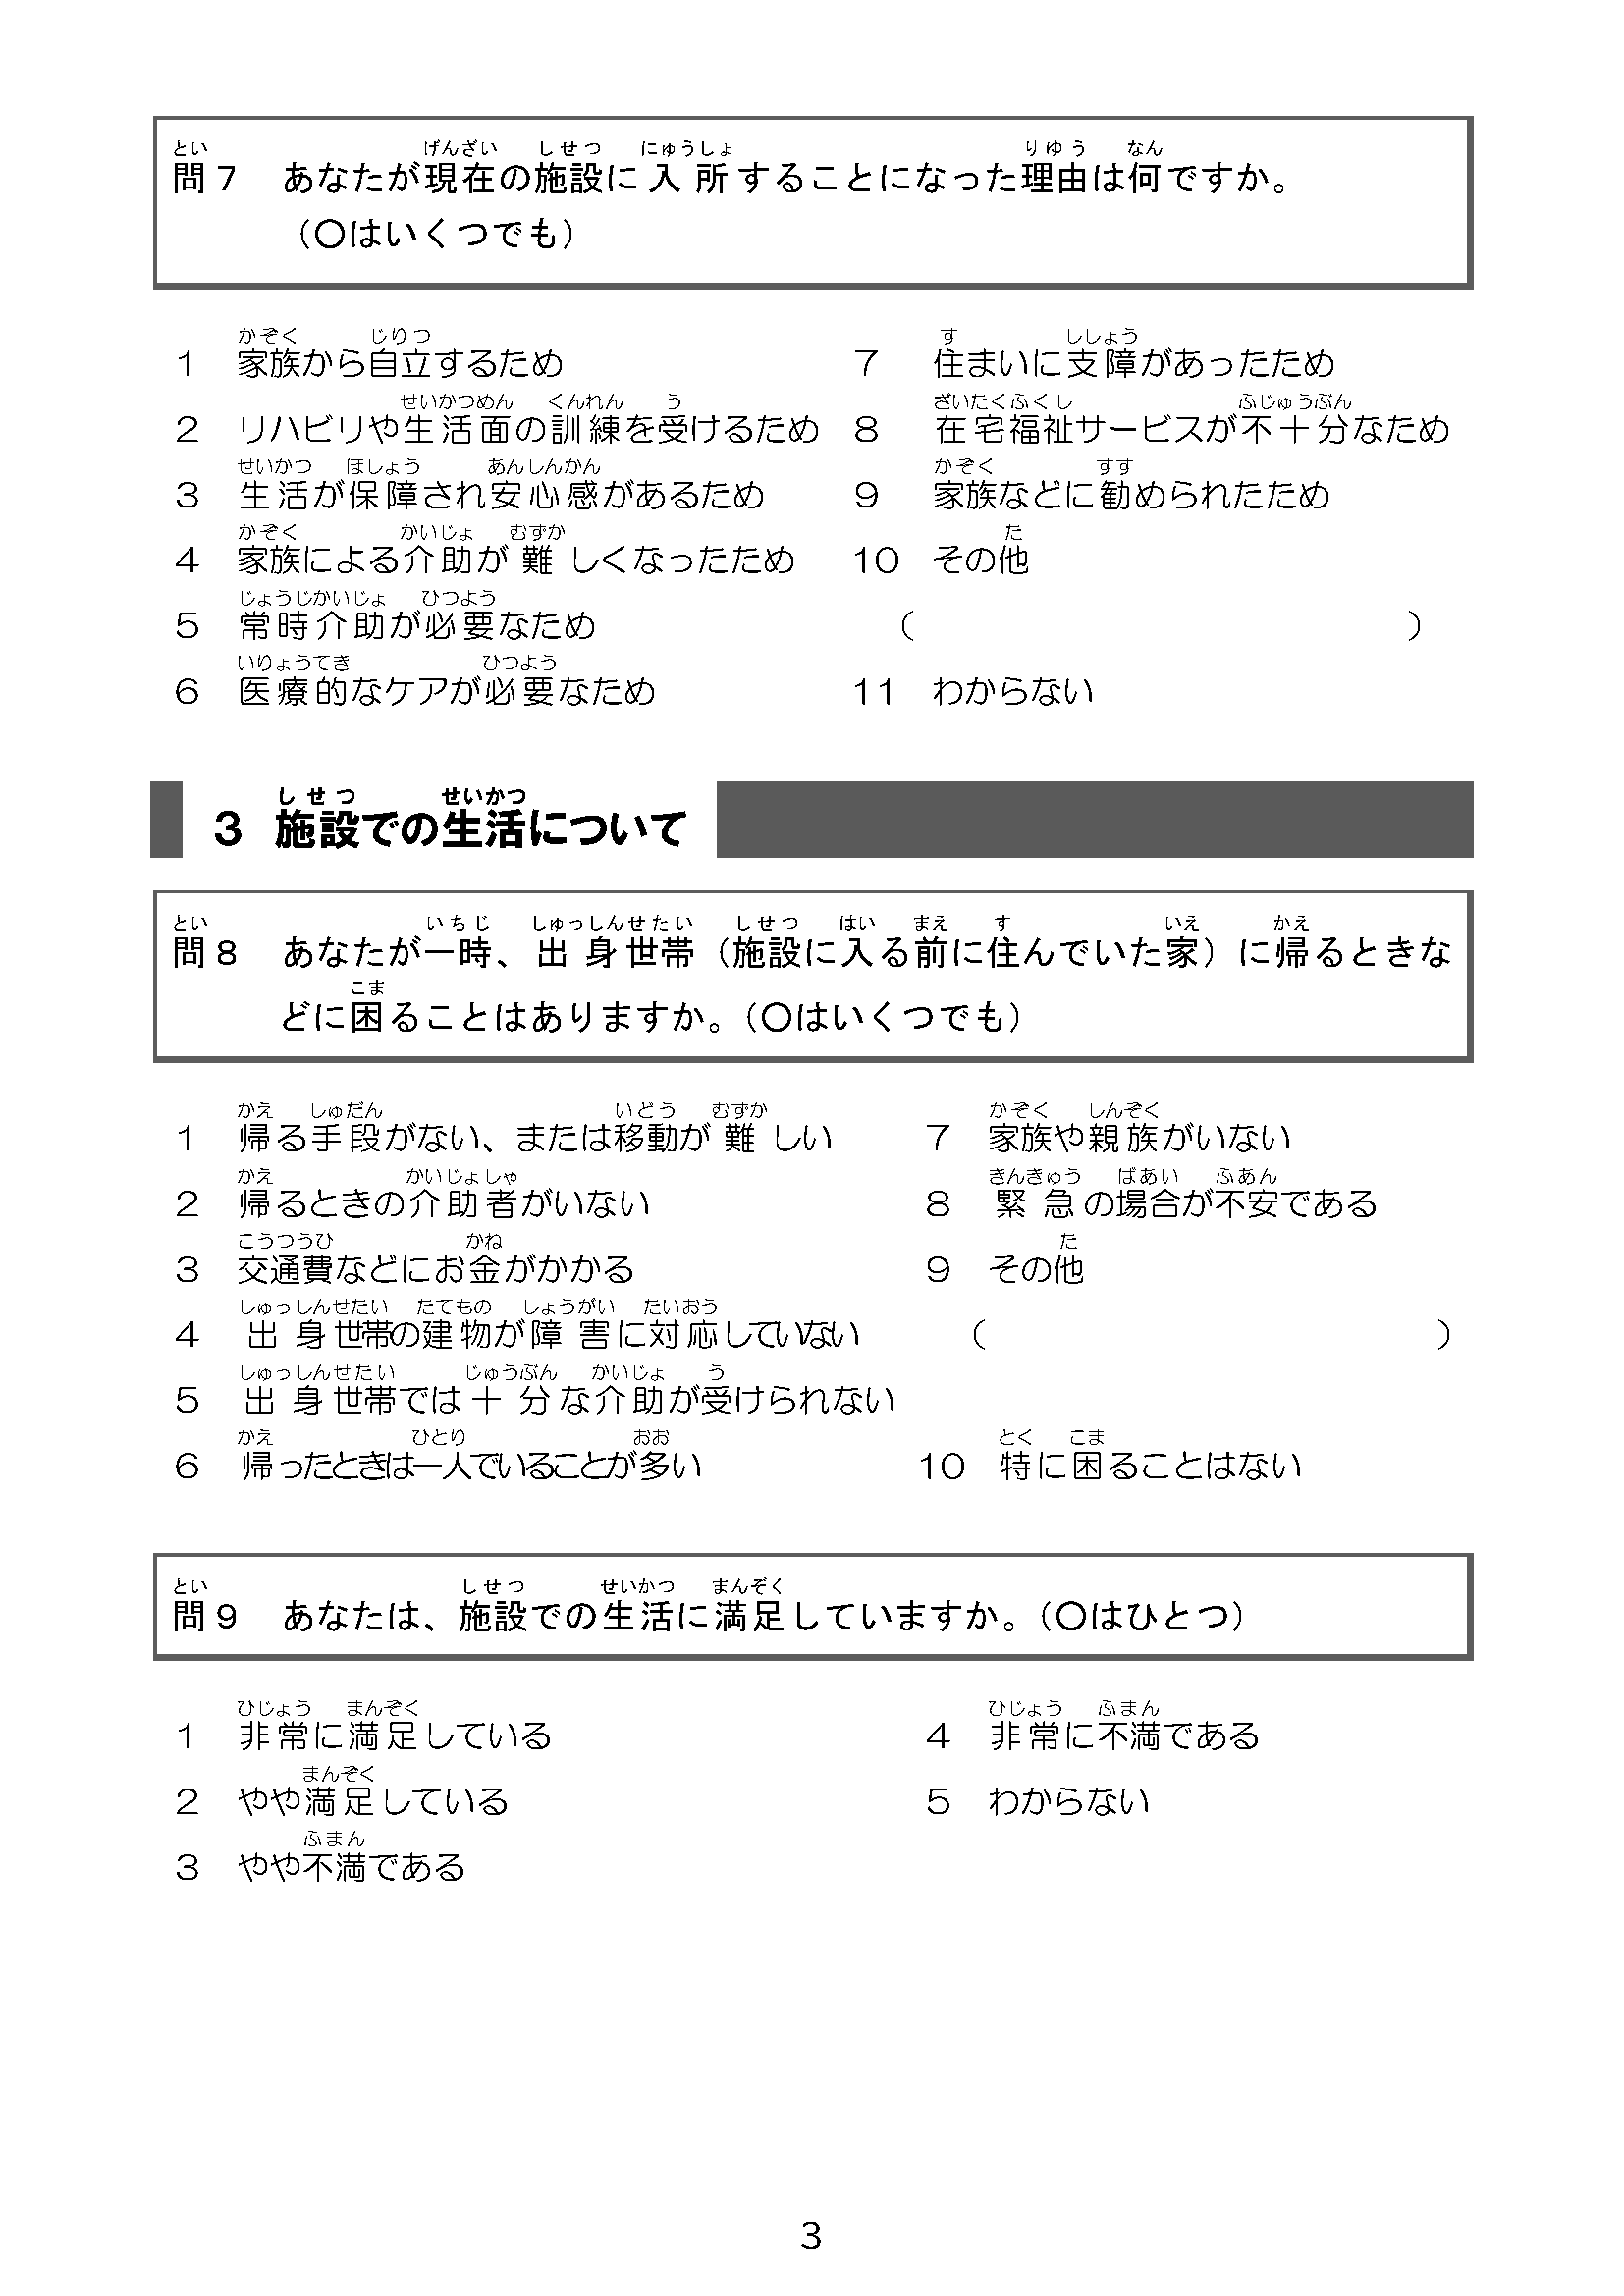 問７　あなたが現在の施設に入所することになった理由は何ですか。
（〇はいくつでも）
1　家族から自立するため
2　リハビリや生活面の訓練を受けるため
3　生活が保障され安心感があるため
4　家族による介助が難しくなったため
5　常時介助が必要なため
6　医療的なケアが必要なため
7　住まいに支障があったため
8　在宅福祉サービスが不十分なため
9　家族などに勧められたため
10　その他
（　　　　　　　　　　　　　　　）
11　わからない
３　施設での生活について
問８　あなたが一時、出身世帯（施設に入る前に住んでいた家）に帰るときな
どに困ることはありますか。（〇はいくつでも）
1　帰る手段がない、または移動が難しい
2　帰るときの介助者がいない
3　交通費などにお金がかかる
4　出身世帯の建物が障害に対応していない
5　出身世帯では十分な介助が受けられない
6　帰ったときは一人でいることが多い
7　家族や親族がいない
8　緊急の場合が不安である
9　その他
（　　　　　　　　　　　　　　）
10　特に困ることはない
問９　あなたは、施設での生活に満足していますか。（〇はひとつ）
1　非常に満足している
2　やや満足している
3　やや不満である
4　非常に不満である
5　わからない
3